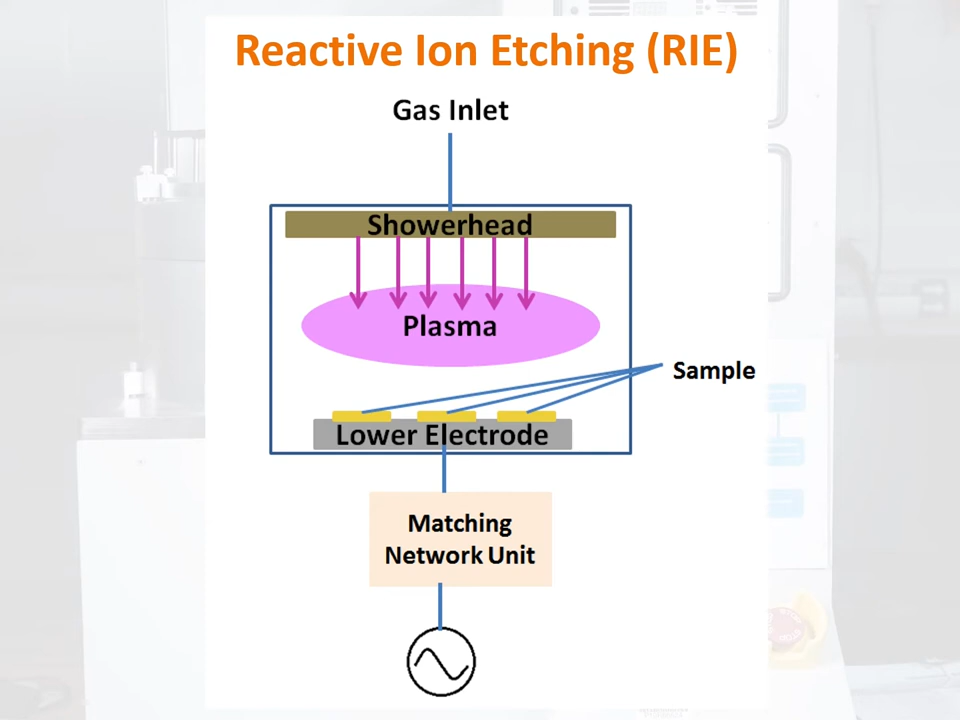 Reactive Ion Etching (RIE)
Gas Inlet
Showerhead
Plasma
Sample
Lower Electrode
Matching
Network Unit